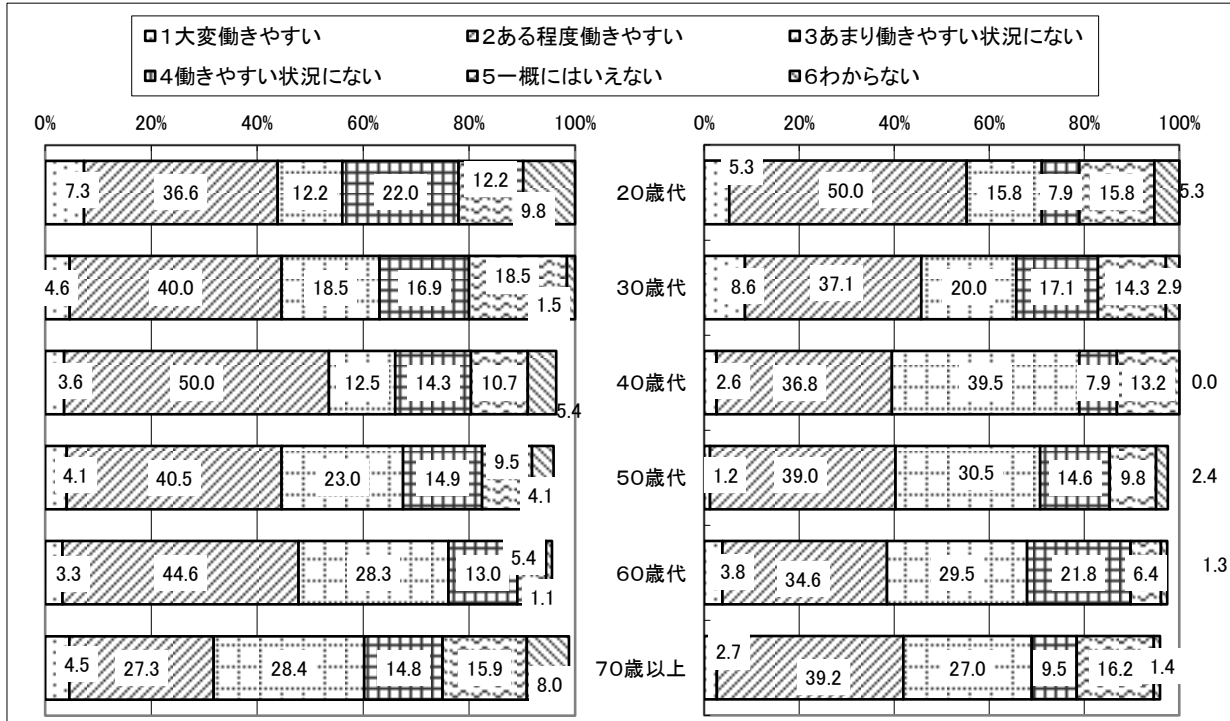 □1大変働きやすい 2ある程度働きやすい 3あまり働きやすい状況にない
4働きやすい状況にない 5一概にはいえない 6わからない
0% 20% 40% 60% 80% 100% 0% 20% 40% 60% 80% 100%
7.3 36.6 12.2 22.0 12.2 9.8 20歳代 5.3 50.0 15.8 7.9 15.8 5.3
4.6 40.0 18.5 16.9 18.5 1.5 30歳代 8.6 37.1 20.0 17.1 14.3 2.9
3.6 50.0 12.5 14.3 10.7 5.4 40歳代 2.6 36.8 39.5 7.9 13.2 0.0
4.1 40.5 23.0 14.9 9.5 4.1 50歳代 1.2 39.0 30.5 14.6 9.8 2.4
3.3 44.6 28.3 13.0 5.4 1.1 60歳代 3.8 34.6 29.5 21.8 6.4 1.3
4.5 27.3 28.4 14.8 15.9 8.0 70歳以上 2.7 39.2 27.0 9.5 16.2 1.4